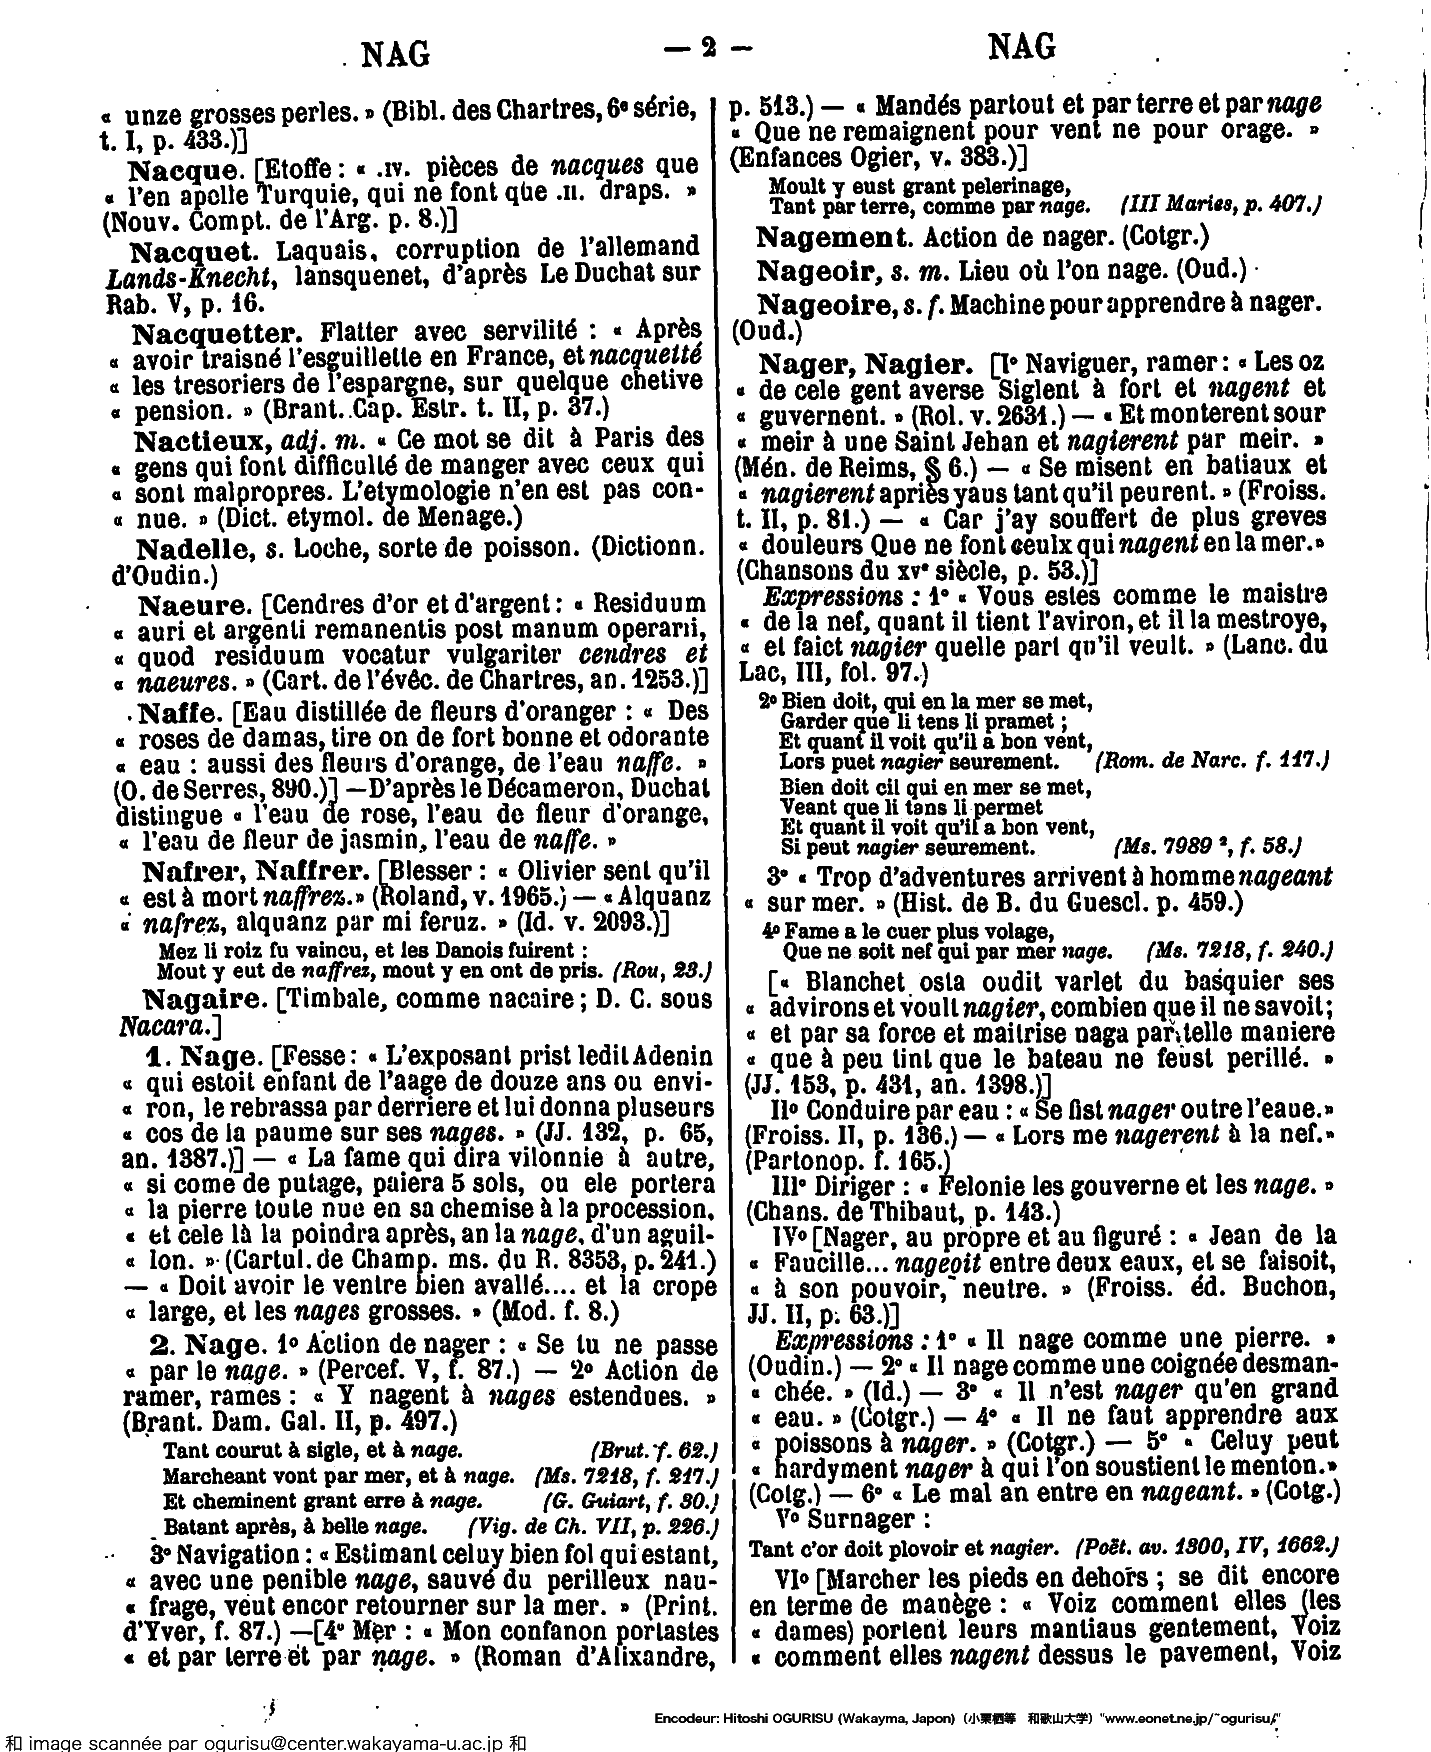 NAG
— 2 —
NAG
« unze grosses perles. » (Bibl. des Chartres, 6e série,
t. I, p. 433.)]
Nacque. [Etoffe : « .IV. pièces de nacques que
« l'en apelle Turquie, qui ne font que .II. draps. »
(Nouv. Compt. de l'Arg. p. 8.)]
Nacquet. Laquais, corruption de l'allemand
Lands-Knecht, lansquenet, d'après Le Duchat sur
Rab. V, p. 16.
Nacquetter. Flatter avec servilité : « Après
« avoir traisné l'esguillette en France, et nacquetté
« les tresoriers de l'espargne, sur quelque chetive
« pension. » (Brant. Cap. Estr. t. II, p. 37.)
Nactieux, adj. m. « Ce mot se dit à Paris des
« gens qui font difficulté de manger avec ceux qui
« sont malpropres. L'etymologie n'en est pas con-
« nue. » (Dict. etymol. de Menage.)
Nadelle, s. Loche, sorte de poisson. (Dictionn.
d'Oudin.)
Naeure. [Cendres d'or et d'argent : « Residuum
« auri et argenti remanentis post manum operarii,
« quod residuum vocatur vulgariter cendres et
« naeures. » (Cart. de l'évêc. de Chartres, an. 1253.)]
Naffe. [Eau distillée de fleurs d'oranger : « Des
« roses de damas, tire on de fort bonne et odorante
« eau : aussi des fleurs d'orange, de l'eau naffe. »
(O. de Serres, 890.)] — D'après le Décameron, Duchat
distingue « l'eau de rose, l'eau de fleur d'orange,
« l'eau de fleur de jasmin, l'eau de naffe. »
Nafrer, Naffrer. [Blesser : « Olivier sent qu'il
« est à mort naffrez. » (Roland, v. 1965.) — « Alquanz
« nafrez, alquanz par mi feruz. » (Id. v. 2093.)]
Mez li roiz fu vaincu, et les Danois fuirent :
Mout y eut de naffrez, mout y en ont de pris. (Rou, 23.)
Nagaire. [Timbale, comme nacaire ; D. C. sous
Nacara.]
1. Nage. [Fesse : « L'exposant prist ledit Adenin
« qui estoit enfant de l'aage de douze ans ou envi-
« ron, le rebrassa par derriere et lui donna pluseurs
« cos de la paume sur ses nages. » (JJ. 132, p. 65,
an. 1387.)] — « La fame qui dira vilonnie à autre,
« si come de putage, paiera 5 sols, ou ele portera
« la pierre toute nue en sa chemise à la procession,
« et cele là la poindra après, an la nage, d'un aguil-
« lon. » (Cartul. de Champ. ms. du R. 8353, p. 241.)
— « Doit avoir le ventre bien avallé.... et la crope
« large, et les nages grosses. » (Mod. f. 8.)
2. Nage. 1o Action de nager : « Se tu ne passe
« par le nage. » (Percef. V, f. 87.) — 2o Action de
ramer, rames : « Y nagent à nages estendues. »
(Brant. Dam. Gal. II, p. 497.)
Tant courut à sigle, et à nage. (Brut. f. 62.)
Marcheant vont par mer, et à nage. (Ms. 7218, f. 217.)
Et cheminent grant erre à nage. (G. Guiart, f. 30.)
Batant après, à belle nage. (Vig. de Ch. VII, p. 226.)
3o Navigation : « Estimant celuy bien fol qui estant,
« avec une penible nage, sauvé du perilleux nau-
« frage, veut encor retourner sur la mer. » (Print.
d'Yver, f. 87.) — [4o Mer : « Mon confanon portastes
« et par terre et par nage. » (Roman d'Alixandre,
p. 513.) — « Mandés partout et par terre et par nage
« Que ne remaignent pour vent ne pour orage. »
(Enfances Ogier, v. 383.)]
Moult y eust grant pelerinage,
Tant par terre, comme par nage. (III Maries, p. 407.)
Nagement. Action de nager. (Cotgr.)
Nageoir, s. m. Lieu où l'on nage. (Oud.)
Nageoire, s. f. Machine pour apprendre à nager.
(Oud.)
Nager, Nagier. [Io Naviguer, ramer : « Les oz
« de cele gent averse Siglent à fort et nagent et
« guvernent. » (Rol. v. 2631.) — « Et monterent sour
« meir à une Saint Jehan et nagierent par meir. »
(Mén. de Reims, § 6.) — « Se misent en batiaux et
« nagierent apriès yaus tant qu'il peurent. » (Froiss.
t. II, p. 81.) — « Car j'ay souffert de plus greves
« douleurs Que ne font ceulx qui nagent en la mer. »
(Chansons du XVe siècle, p. 53.)]
Expressions : 1o « Vous estes comme le maistre
« de la nef, quant il tient l'aviron, et il la mestroye,
« et faict nagier quelle part qu'il veult. » (Lanc. du
Lac, III, fol. 97.)
2o Bien doit, qui en la mer se met,
Garder que li tens li pramet ;
Et quant il voit qu'il a bon vent,
Lors puet nagier seurement. (Rom. de Narc. f. 117.)
Bien doit cil qui en mer se met,
Veant que li tans li permet
Et quant il voit qu'il a bon vent,
Si peut nagier seurement. (Ms. 7989 2, f. 58.)
3o « Trop d'adventures arrivent à homme nageant
« sur mer. » (Hist. de B. du Guescl. p. 459.)
4o Fame a le cuer plus volage,
Que ne soit nef qui par mer nage. (Ms. 7218, f. 240.)
[« Blanchet osta oudit varlet du basquier ses
« advirons et voult nagier, combien que il ne savoit ;
« et par sa force et maitrise naga par telle maniere
« que à peu tint que le bateau ne feust perillé. »
(JJ. 153, p. 431, an. 1398.)]
IIo Conduire par eau : « Se fist nager outre l'eaue. »
(Froiss. II, p. 136.) — « Lors me nagerent à la nef. »
(Partonop. f. 165.)
IIIo Diriger : « Felonie les gouverne et les nage. »
(Chans. de Thibaut, p. 143.)
IVo [Nager, au propre et au figuré : « Jean de la
« Faucille... nageoit entre deux eaux, et se faisoit,
« à son pouvoir, neutre. » (Froiss. éd. Buchon,
JJ. II, p. 63.)]
Expressions : 1o « Il nage comme une pierre. »
(Oudin.) — 2o « Il nage comme une coignée desman-
« chée. » (Id.) — 3o « Il n'est nager qu'en grand
« eau. » (Cotgr.) — 4o « Il ne faut apprendre aux
« poissons à nager. » (Cotgr.) — 5o « Celuy peut
« hardyment nager à qui l'on soustient le menton. »
(Cotg.) — 6o « Le mal an entre en nageant. » (Cotg.)
Vo Surnager :
Tant c'or doit plovoir et nagier. (Poët. av. 1300, IV, 1662.)
VIo [Marcher les pieds en dehors ; se dit encore
en terme de manège : « Voiz comment elles (les
« dames) portent leurs mantiaus gentement, Voiz
« comment elles nagent dessus le pavement, Voiz
Encodeur: Hitoshi OGURISU (Wakayma, Japon) (小栗栖等 和歌山大学) "www.eonet.ne.jp/~ogurisu/"
和 image scannée par ogurisu@center.wakayama-u.ac.jp 和